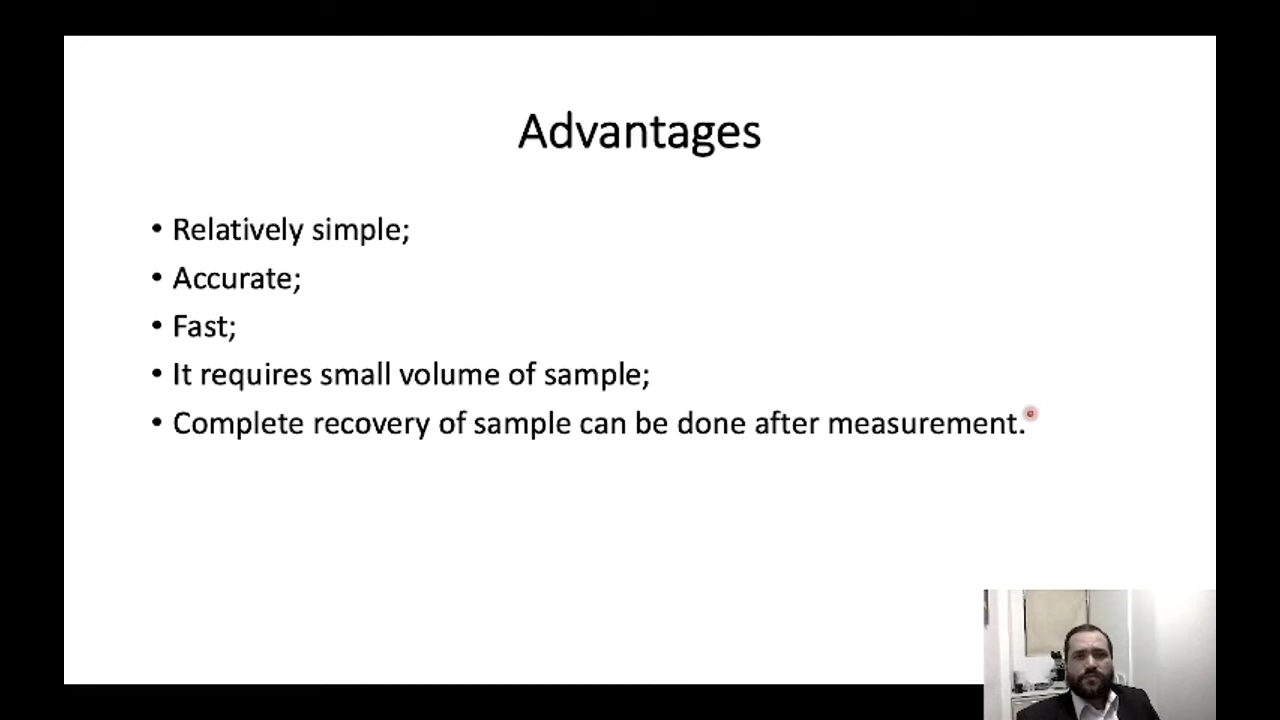 Advantages
• Relatively simple;
• Accurate;
• Fast;
• It requires small volume of sample;
• Complete recovery of sample can be done after measurement.